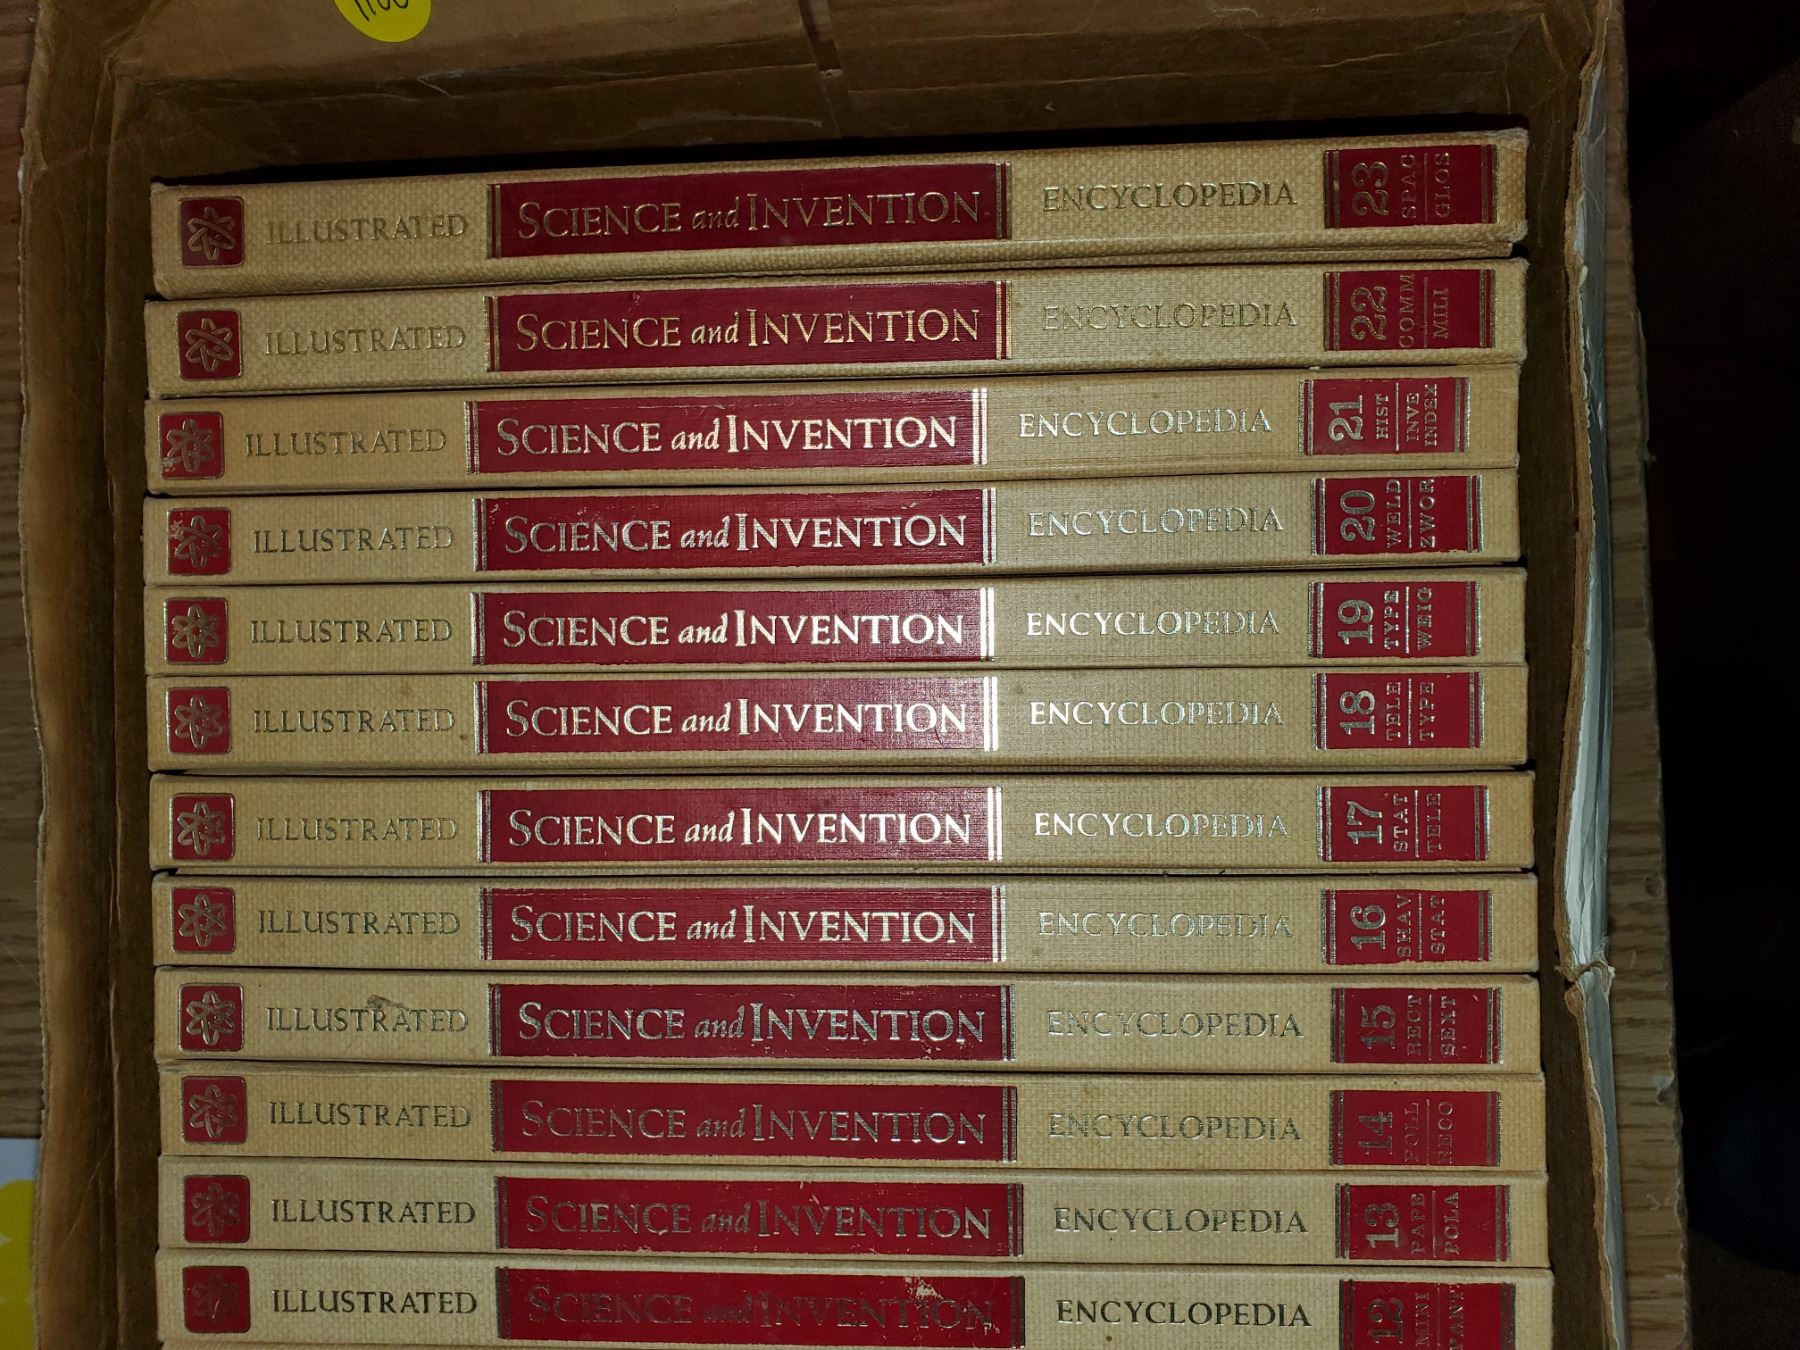 ILLUSTRATED SCIENCE and INVENTION ENCYCLOPEDIA 23 SPAC GLOS
ILLUSTRATED SCIENCE and INVENTION ENCYCLOPEDIA 22 COMM MILI
ILLUSTRATED SCIENCE and INVENTION ENCYCLOPEDIA 21 HIST INVE INDEX
ILLUSTRATED SCIENCE and INVENTION ENCYCLOPEDIA 20 WELD ZWOR
ILLUSTRATED SCIENCE and INVENTION ENCYCLOPEDIA 19 TYPE WEIG
ILLUSTRATED SCIENCE and INVENTION ENCYCLOPEDIA 18 TELE TYPE
ILLUSTRATED SCIENCE and INVENTION ENCYCLOPEDIA 17 STAT TELE
ILLUSTRATED SCIENCE and INVENTION ENCYCLOPEDIA 16 SHAV STAT
ILLUSTRATED SCIENCE and INVENTION ENCYCLOPEDIA 15 RECT SEXT
ILLUSTRATED SCIENCE and INVENTION ENCYCLOPEDIA 14 POLL RECO
ILLUSTRATED SCIENCE and INVENTION ENCYCLOPEDIA 13 PAPE POLA
ILLUSTRATED SCIENCE and INVENTION ENCYCLOPEDIA 12 MINI PANT